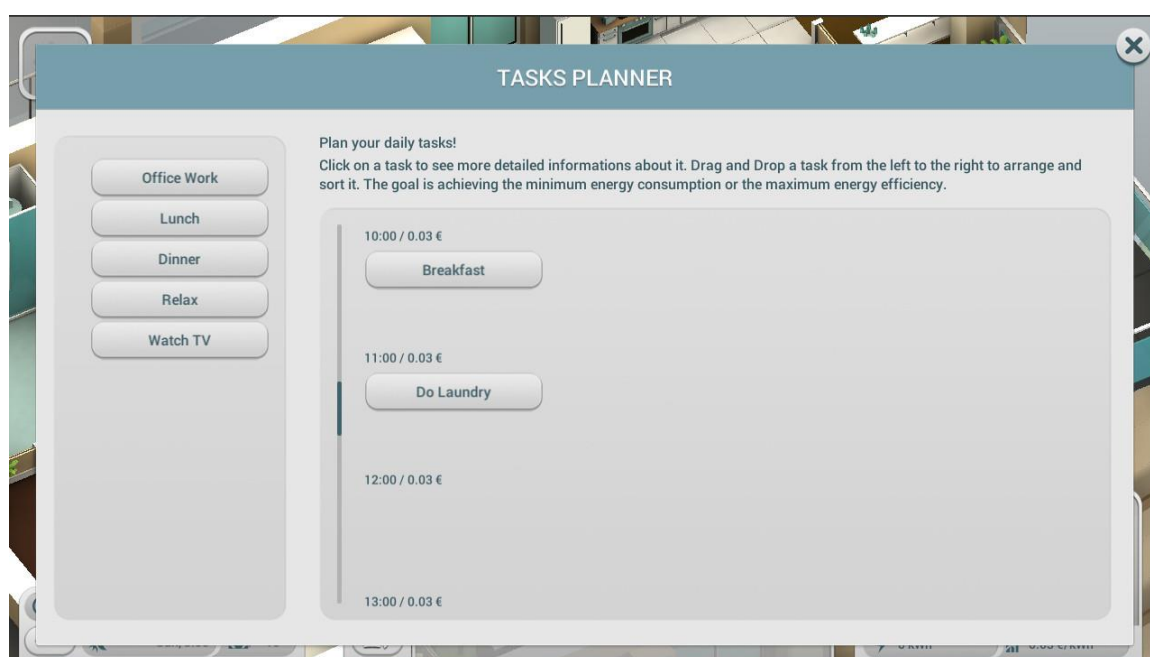 TASKS PLANNER
Office Work
Lunch
Dinner
Relax
Watch TV
Plan your daily tasks!
Click on a task to see more detailed informations about it. Drag and Drop a task from the left to the right to arrange and
sort it. The goal is achieving the minimum energy consumption or the maximum energy efficiency.
10:00 / 0.03 €
Breakfast
11:00 / 0.03 €
Do Laundry
12:00 / 0.03 €
13:00 / 0.03 €